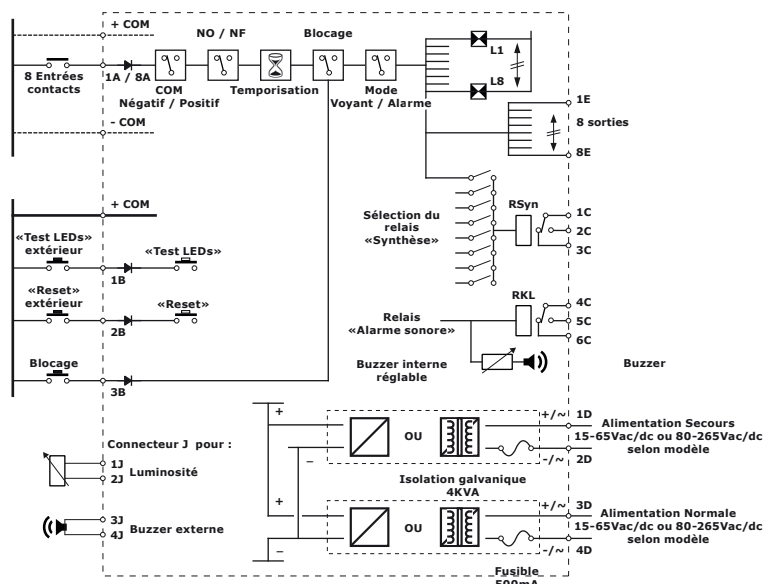 + COM
NO / NF
Blocage
8 Entrées
contacts
1A / 8A
COM
Négatif / Positif
Temporisation
Mode
Voyant / Alarme
L1
L8
1E
8 sorties
8E
- COM
+ COM
«Test LEDs»
extérieur
«Test LEDs»
1B
«Reset»
extérieur
«Reset»
2B
Blocage
3B
Sélection du
relais
«Synthèse»
RSyn
1C
2C
3C
RKL
4C
5C
6C
Relais
«Alarme sonore»
Buzzer interne
réglable
Buzzer
Connecteur J pour :
1J
2J
Luminosité
3J
4J
Buzzer externe
+
–
OU
+/~
1D
-/~
2D
Alimentation Secours
15-65Vac/dc ou 80-265Vac/dc
selon modèle
Isolation galvanique
4KVA
+
–
OU
+/~
3D
-/~
4D
Alimentation Normale
15-65Vac/dc ou 80-265Vac/dc
selon modèle
Fusible
500mA